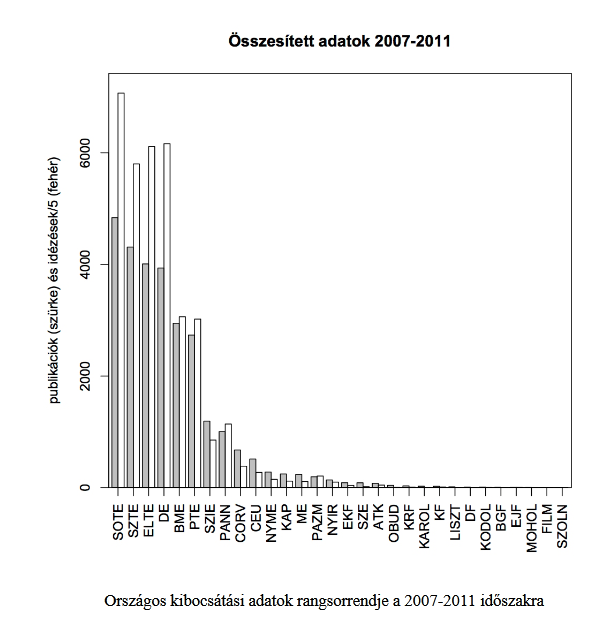 Összesített adatok 2007-2011
publikációk (szürke) és idézések/5 (fehér)
6000
4000
2000
0
SOTE
SZTE
ELTE
DE
BME
PTE
SZIE
PANN
CORV
CEU
NYME
KAP
ME
PAZM
NYIR
EKF
SZE
ATK
OBUD
KRF
KAROL
KF
LISZT
DF
KODOL
BGF
EJF
MOHOL
FILM
SZOLN
Országos kibocsátási adatok rangsorrendje a 2007-2011 időszakra